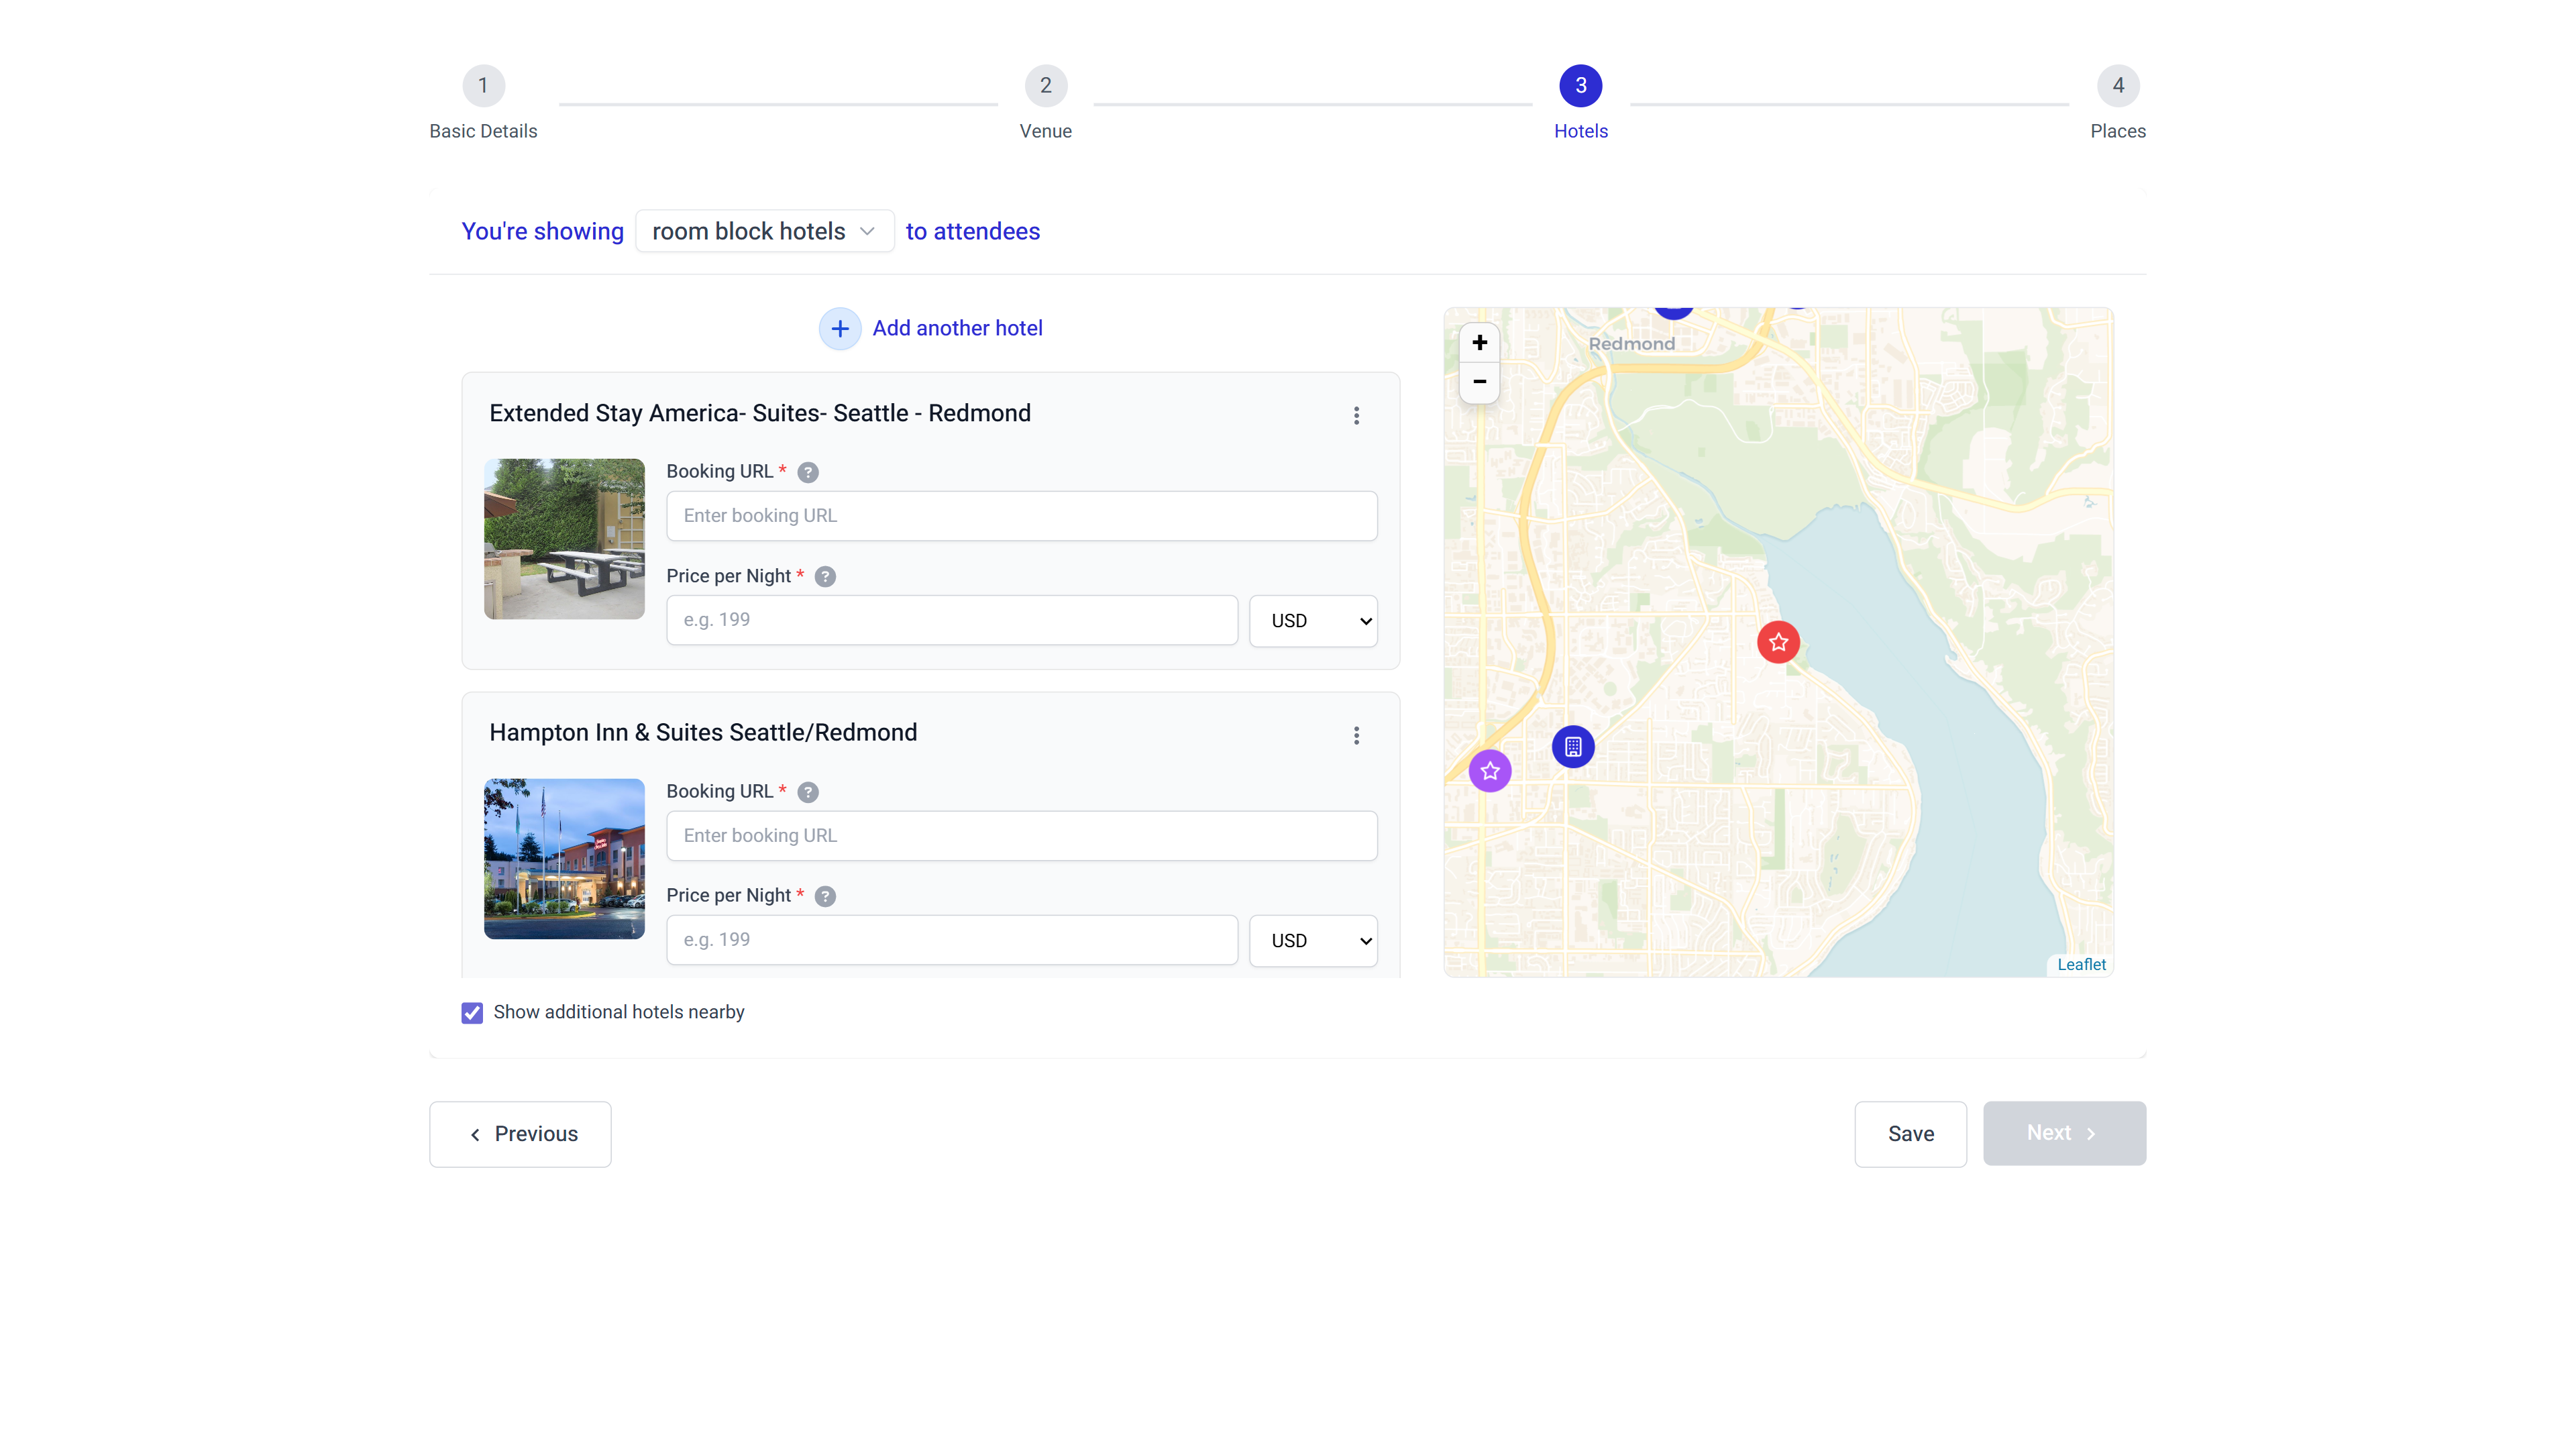 1
Basic Details
2
Venue
3
Hotels
4
Places
You're showing room block hotels to attendees
+ Add another hotel
Extended Stay America- Suites- Seattle - Redmond
Booking URL * ?
Enter booking URL
Price per Night * ?
e.g. 199
USD
Hampton Inn & Suites Seattle/Redmond
Booking URL * ?
Enter booking URL
Price per Night * ?
e.g. 199
USD
+
−
Redmond
Leaflet
Show additional hotels nearby
Previous
Save
Next